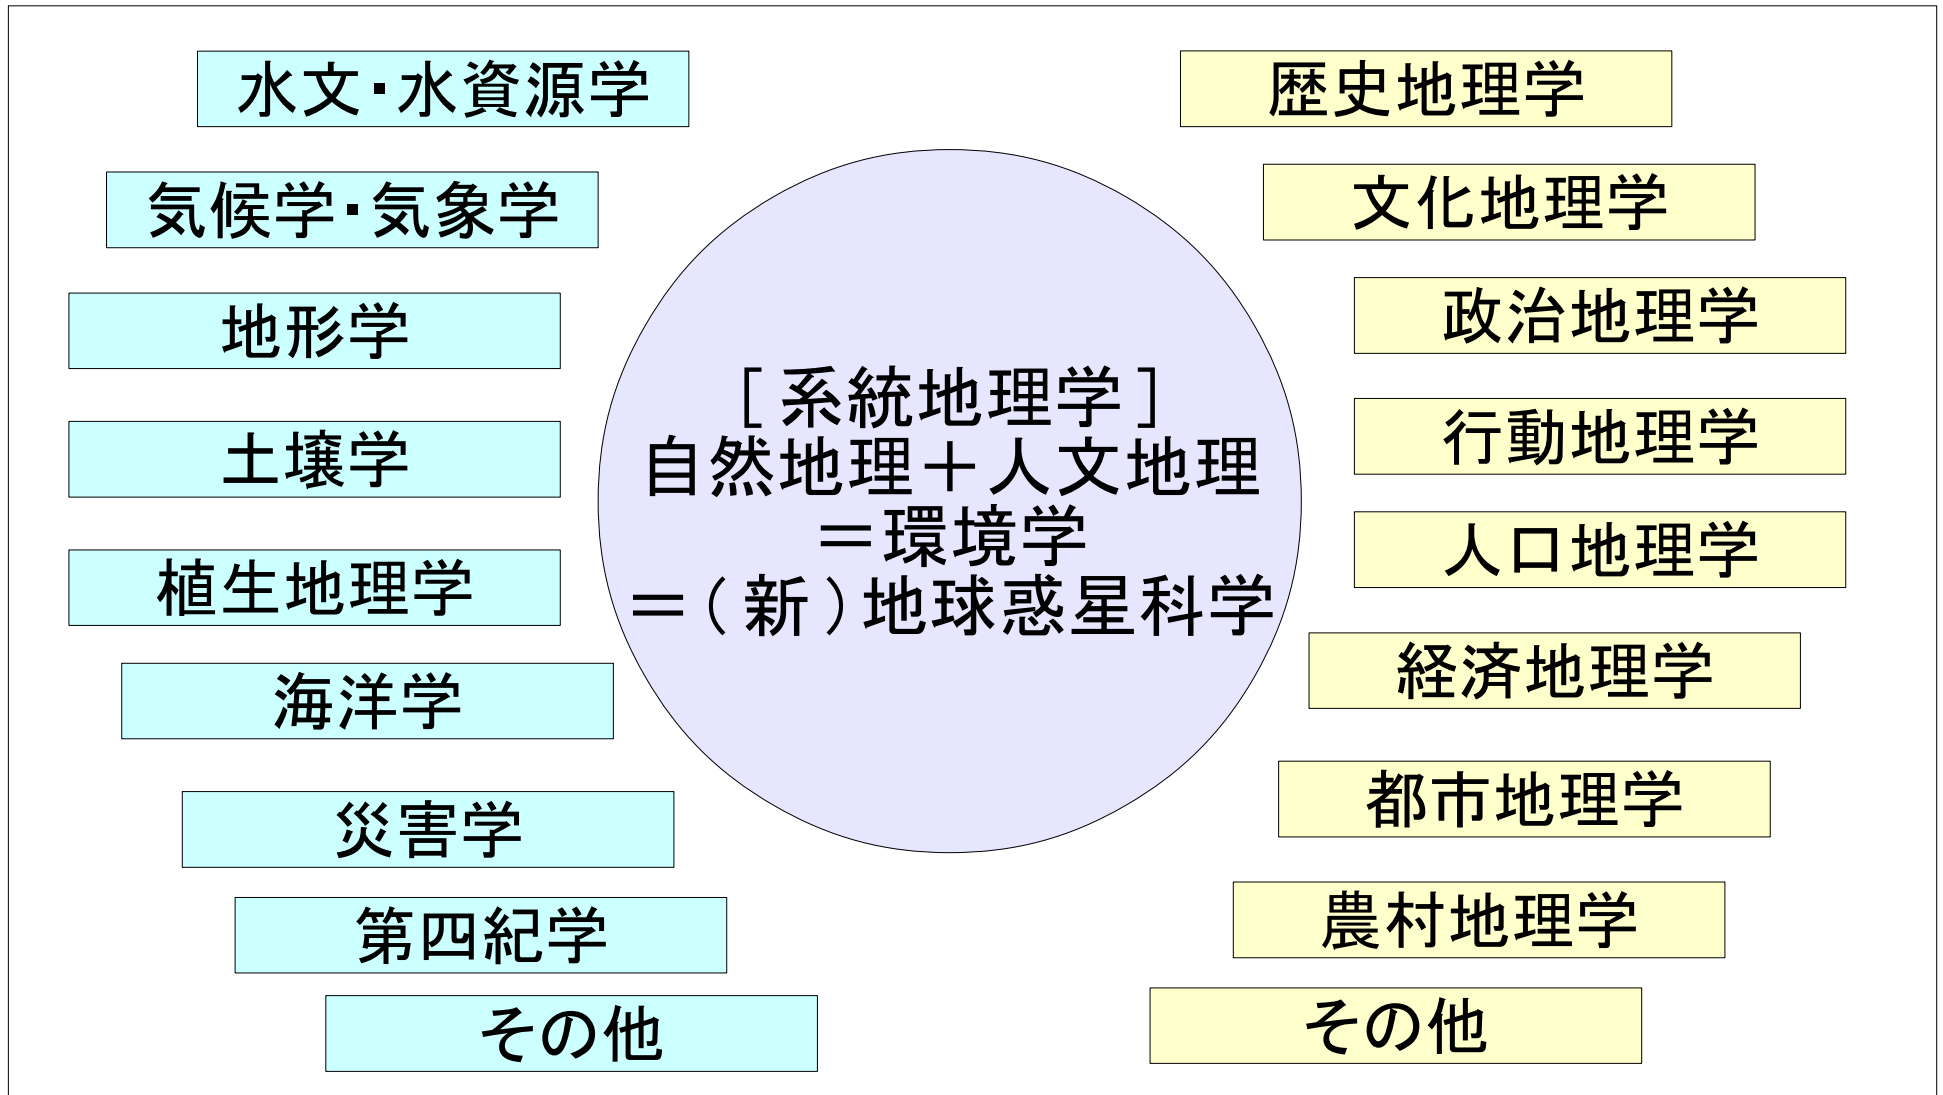 水文・水資源学
気候学・気象学
地形学
土壌学
植生地理学
海洋学
災害学
第四紀学
その他
［系統地理学］
自然地理＋人文地理
＝環境学
＝（新）地球惑星科学
歴史地理学
文化地理学
政治地理学
行動地理学
人口地理学
経済地理学
都市地理学
農村地理学
その他